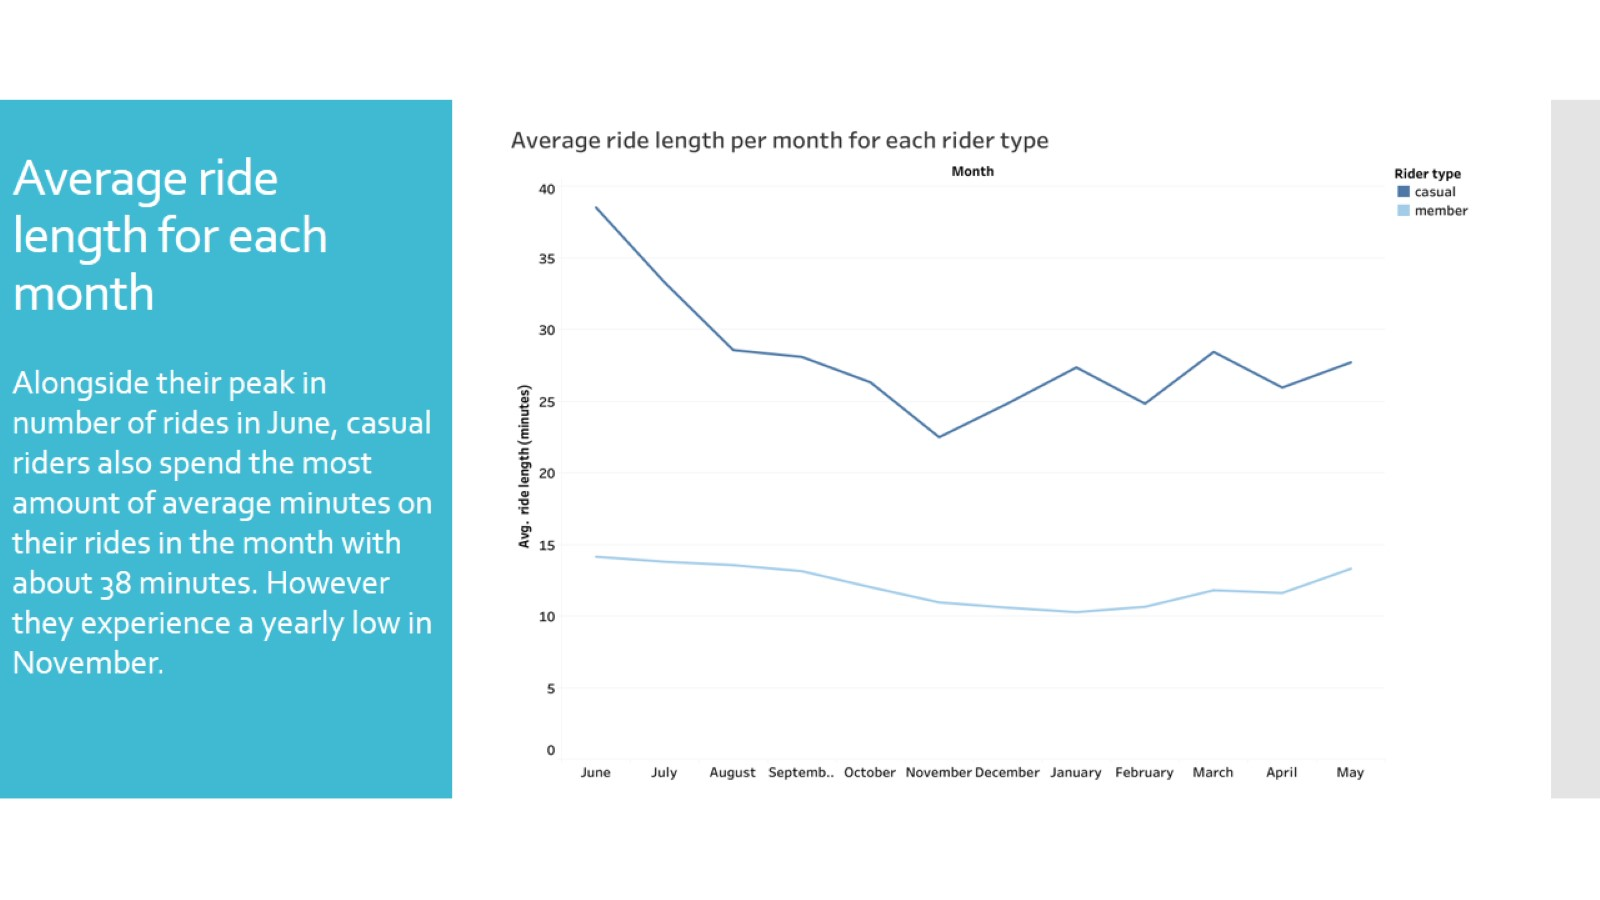 Average ride
length for each
month
Alongside their peak in
number of rides in June, casual
riders also spend the most
amount of average minutes on
their rides in the month with
about 38 minutes. However
they experience a yearly low in
November.
Average ride length per month for each rider type
Month
Rider type
casual
member
40
35
30
25
20
15
10
5
0
Avg. ride length (minutes)
June July August Septemb.. October November December January February March April May